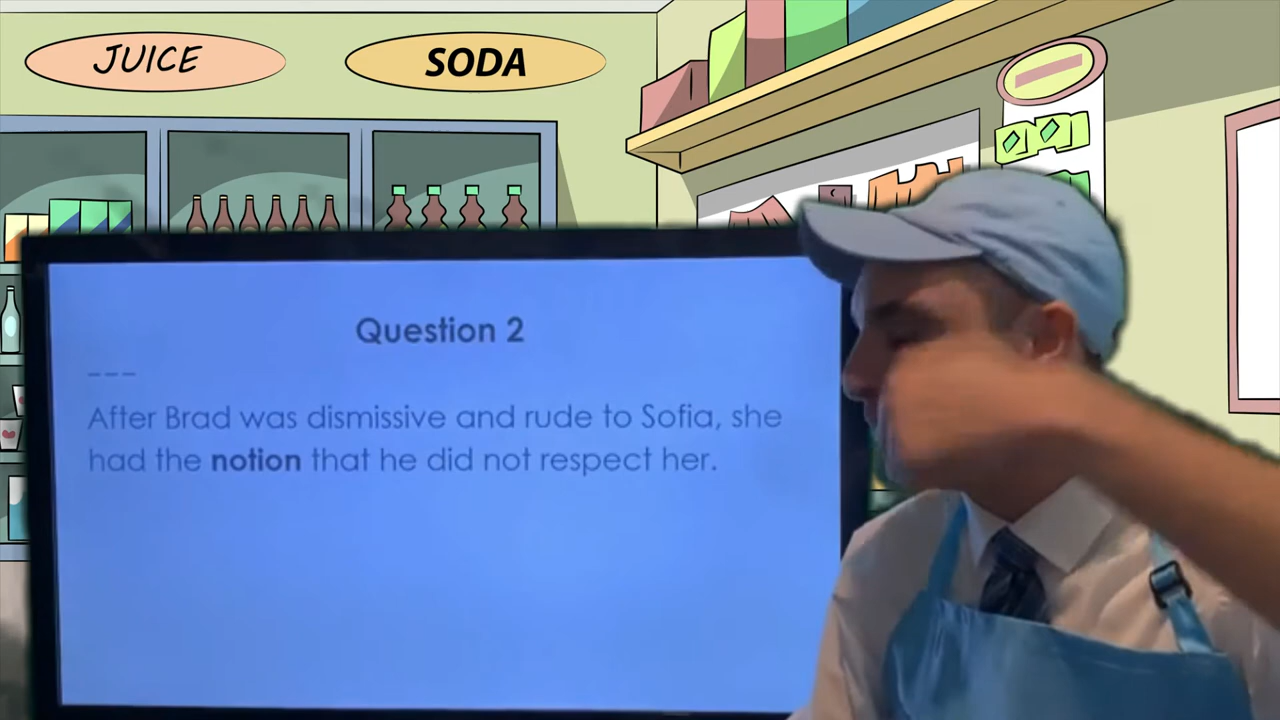 JUICE
SODA
Question 2
---
After Brad was dismissive and rude to Sofia, she
had the notion that he did not respect her.